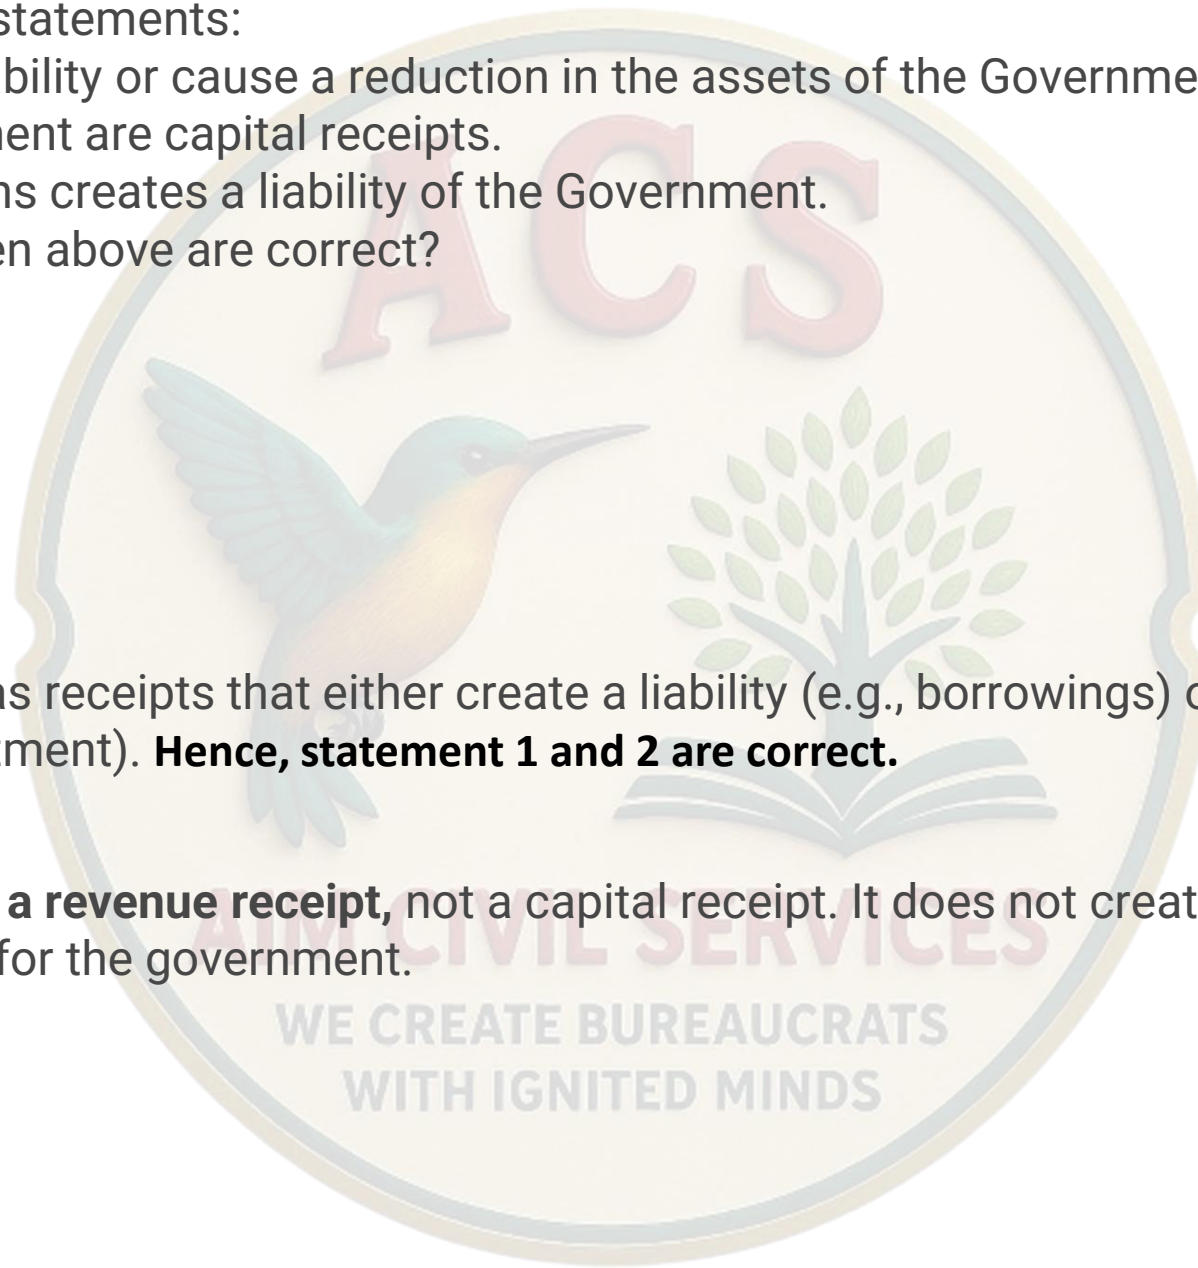 statements:
bility or cause a reduction in the assets of the Governme
ent are capital receipts.
ns creates a liability of the Government.
en above are correct?
ACS
as receipts that either create a liability (e.g., borrowings) o
tment). Hence, statement 1 and 2 are correct.
a revenue receipt, not a capital receipt. It does not creat
for the government.
AIM CIVIL SERVICES
WE CREATE BUREAUCRATS
WITH IGNITED MINDS